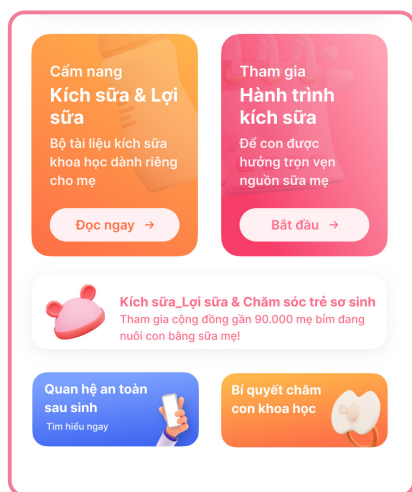 Cẩm nang
Kích sữa & Lợi
sữa
Bộ tài liệu kích sữa
khoa học dành riêng
cho mẹ
Đọc ngay →
Tham gia
Hành trình
kích sữa
Để con được
hưởng trọn vẹn
nguồn sữa mẹ
Bắt đầu →
Kích sữa_Lợi sữa & Chăm sóc trẻ sơ sinh
Tham gia cộng đồng gần 90.000 mẹ bỉm đang
nuôi con bằng sữa mẹ!
Quan hệ an toàn
sau sinh
Tìm hiểu ngay
Bí quyết chăm
con khoa học